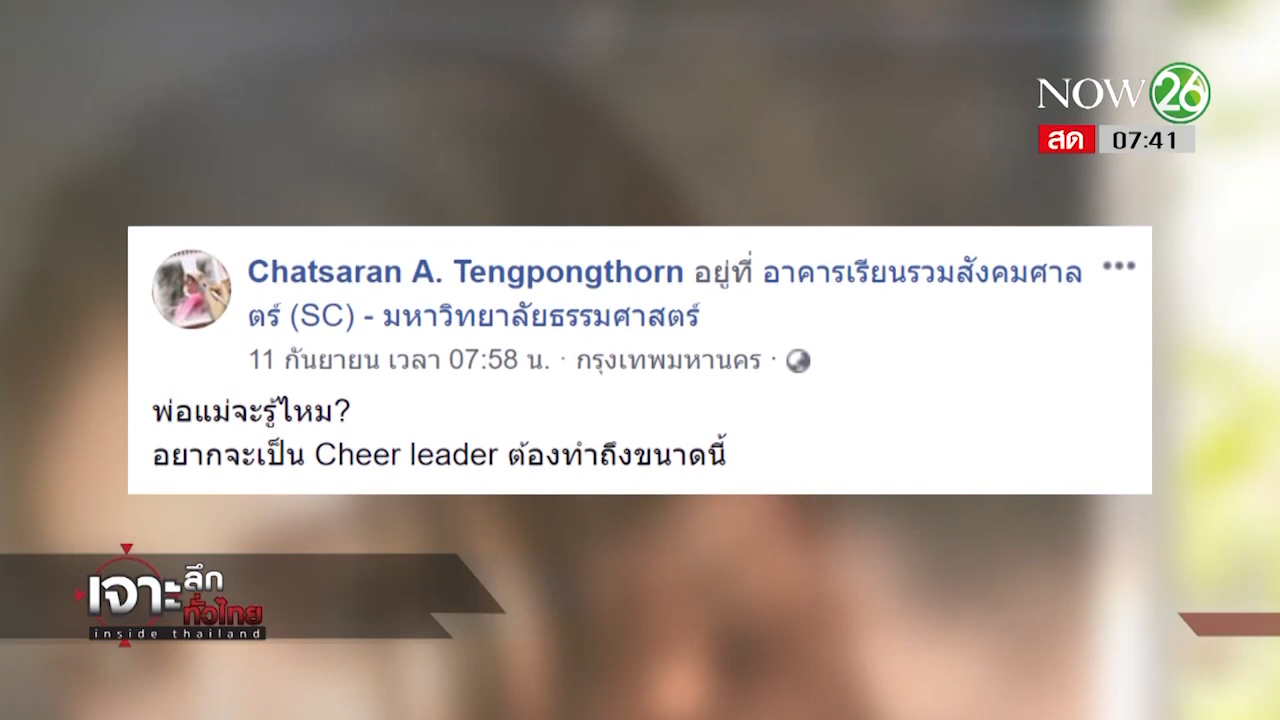 NOW 26
สด 07:41
Chatsaran A. Tengpongthorn อยู่ที่ อาคารเรียนรวมสังคมศาส
ตร์ (SC) - มหาวิทยาลัยธรรมศาสตร์
11 กันยายน เวลา 07:58 น. · กรุงเทพมหานคร ·
พ่อแม่จะรู้ไหม?
อยากจะเป็น Cheer leader ต้องทำถึงขนาดนี้
เจาะลึก
ทั่วไทย
inside thailand